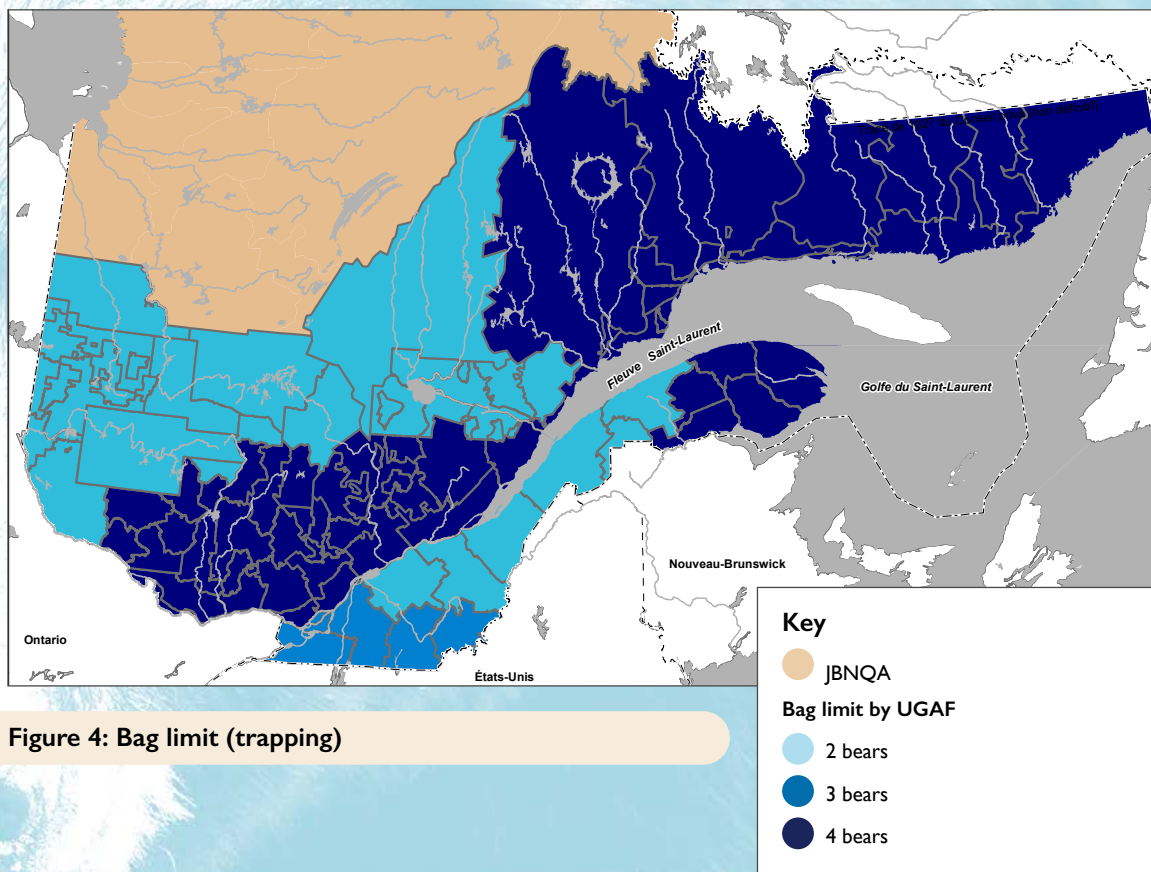 Fleuve Saint-Laurent
Golfe du Saint-Laurent
Nouveau-Brunswick
Ontario
États-Unis
Key
JBNQA
Bag limit by UGAF
2 bears
3 bears
4 bears
Figure 4: Bag limit (trapping)